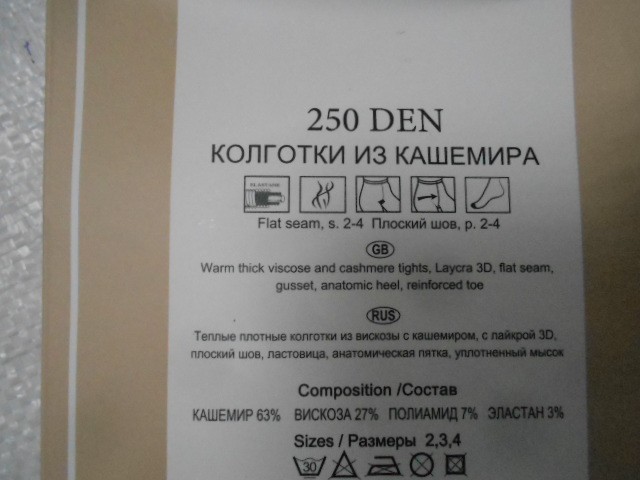 250 DEN
КОЛГОТКИ ИЗ КАШЕМИРА
Flat seam, s. 2-4 Плоский шов, р. 2-4
GB
Warm thick viscose and cashmere tights, Laycra 3D, flat seam,
gusset, anatomic heel, reinforced toe
RUS
Теплые плотные колготки из вискозы с кашемиром, с лайкрой 3D,
плоский шов, ластовица, анатомическая пятка, уплотненный мысок
Composition /Состав
КАШЕМИР 63% ВИСКОЗА 27% ПОЛИАМИД 7% ЭЛАСТАН 3%
Sizes / Размеры 2,3,4
30